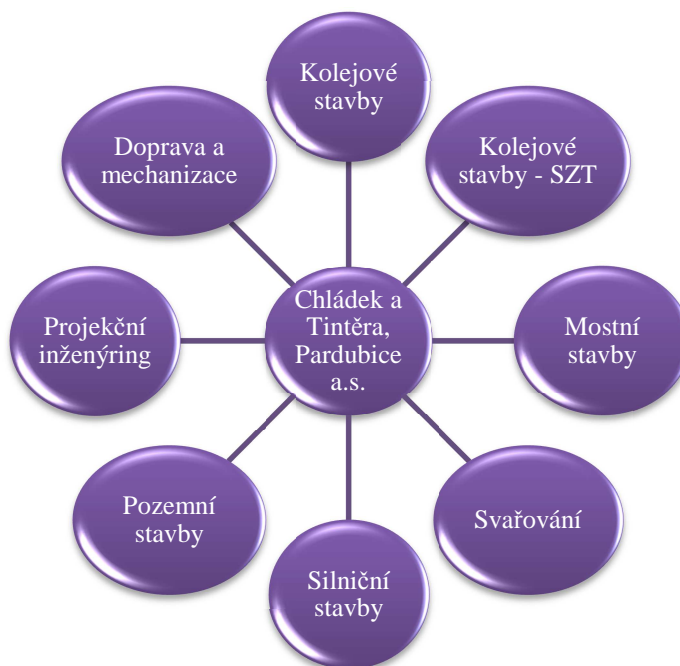 Kolejové
stavby
Kolejové
stavby - SZT
Mostní
stavby
Svařování
Silniční
stavby
Pozemní
stavby
Projekční
inženýring
Doprava a
mechanizace
Chládek a
Tintěra,
Pardubice
a.s.